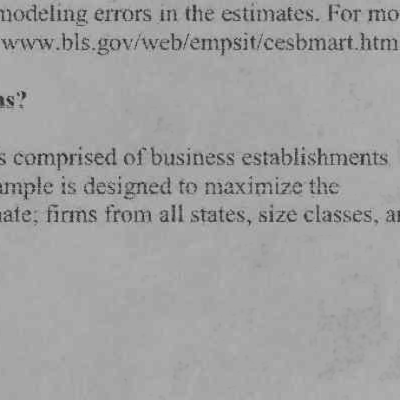 modeling errors in the estimates. For mo
www.bls.gov/web/empsit/cesbmart.htm
ns?
s comprised of business establishments
ample is designed to maximize the
nate; firms from all states, size classes, a